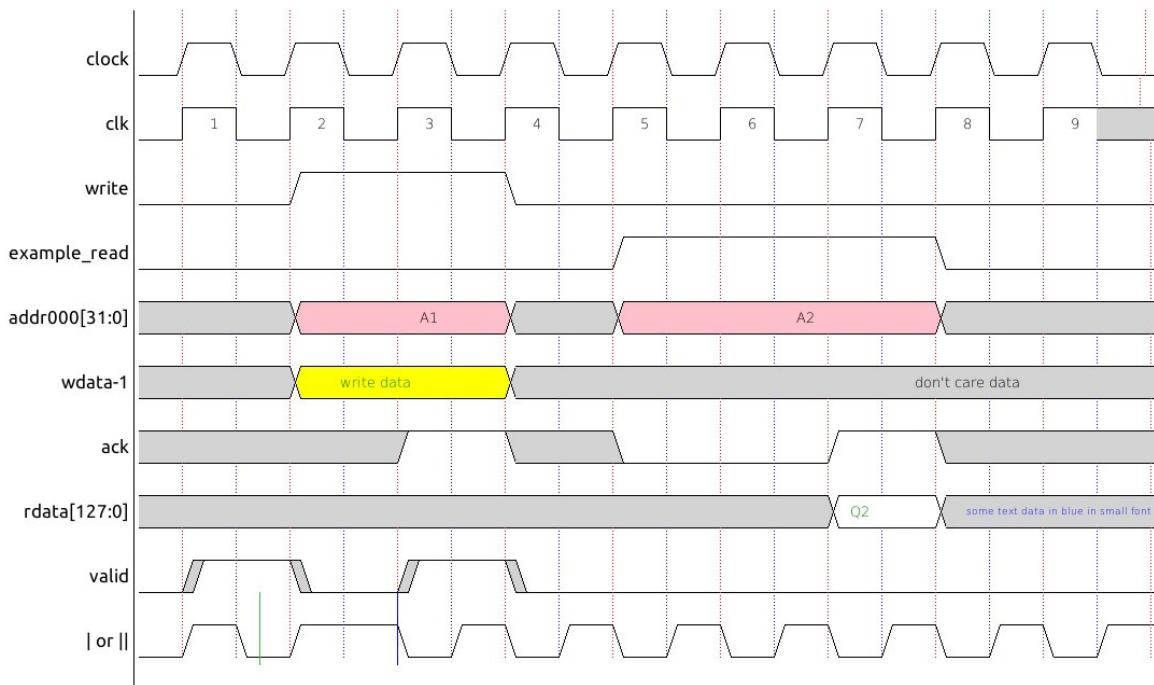 clock
clk 1 2 3 4 5 6 7 8 9
write
example_read
addr000[31:0] A1 A2
wdata-1 write data don't care data
ack
rdata[127:0] Q2 some text data in blue in small font
valid
| or ||